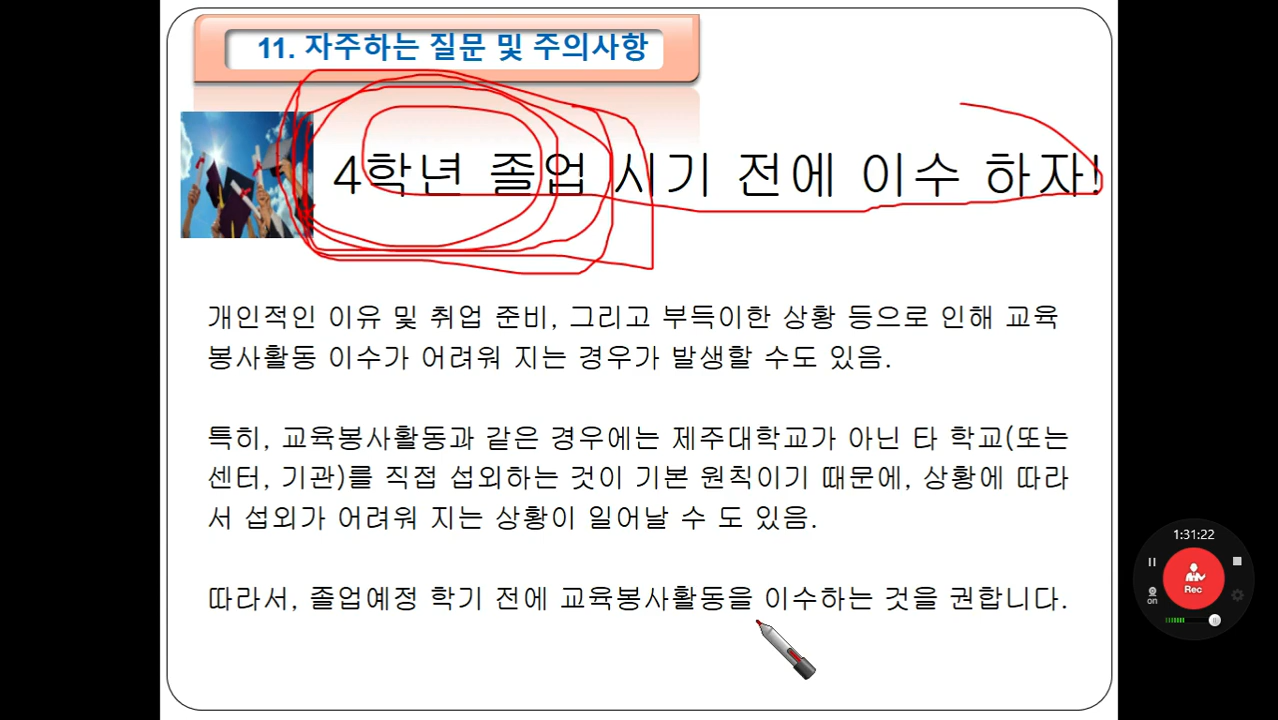 11. 자주하는 질문 및 주의사항
4학년 졸업 시기 전에 이수 하자!
개인적인 이유 및 취업 준비, 그리고 부득이한 상황 등으로 인해 교육
봉사활동 이수가 어려워 지는 경우가 발생할 수도 있음.
특히, 교육봉사활동과 같은 경우에는 제주대학교가 아닌 타 학교(또는
센터, 기관)를 직접 섭외하는 것이 기본 원칙이기 때문에, 상황에 따라
서 섭외가 어려워 지는 상황이 일어날 수 도 있음.
따라서, 졸업예정 학기 전에 교육봉사활동을 이수하는 것을 권합니다.
1:31:22
Rec
on